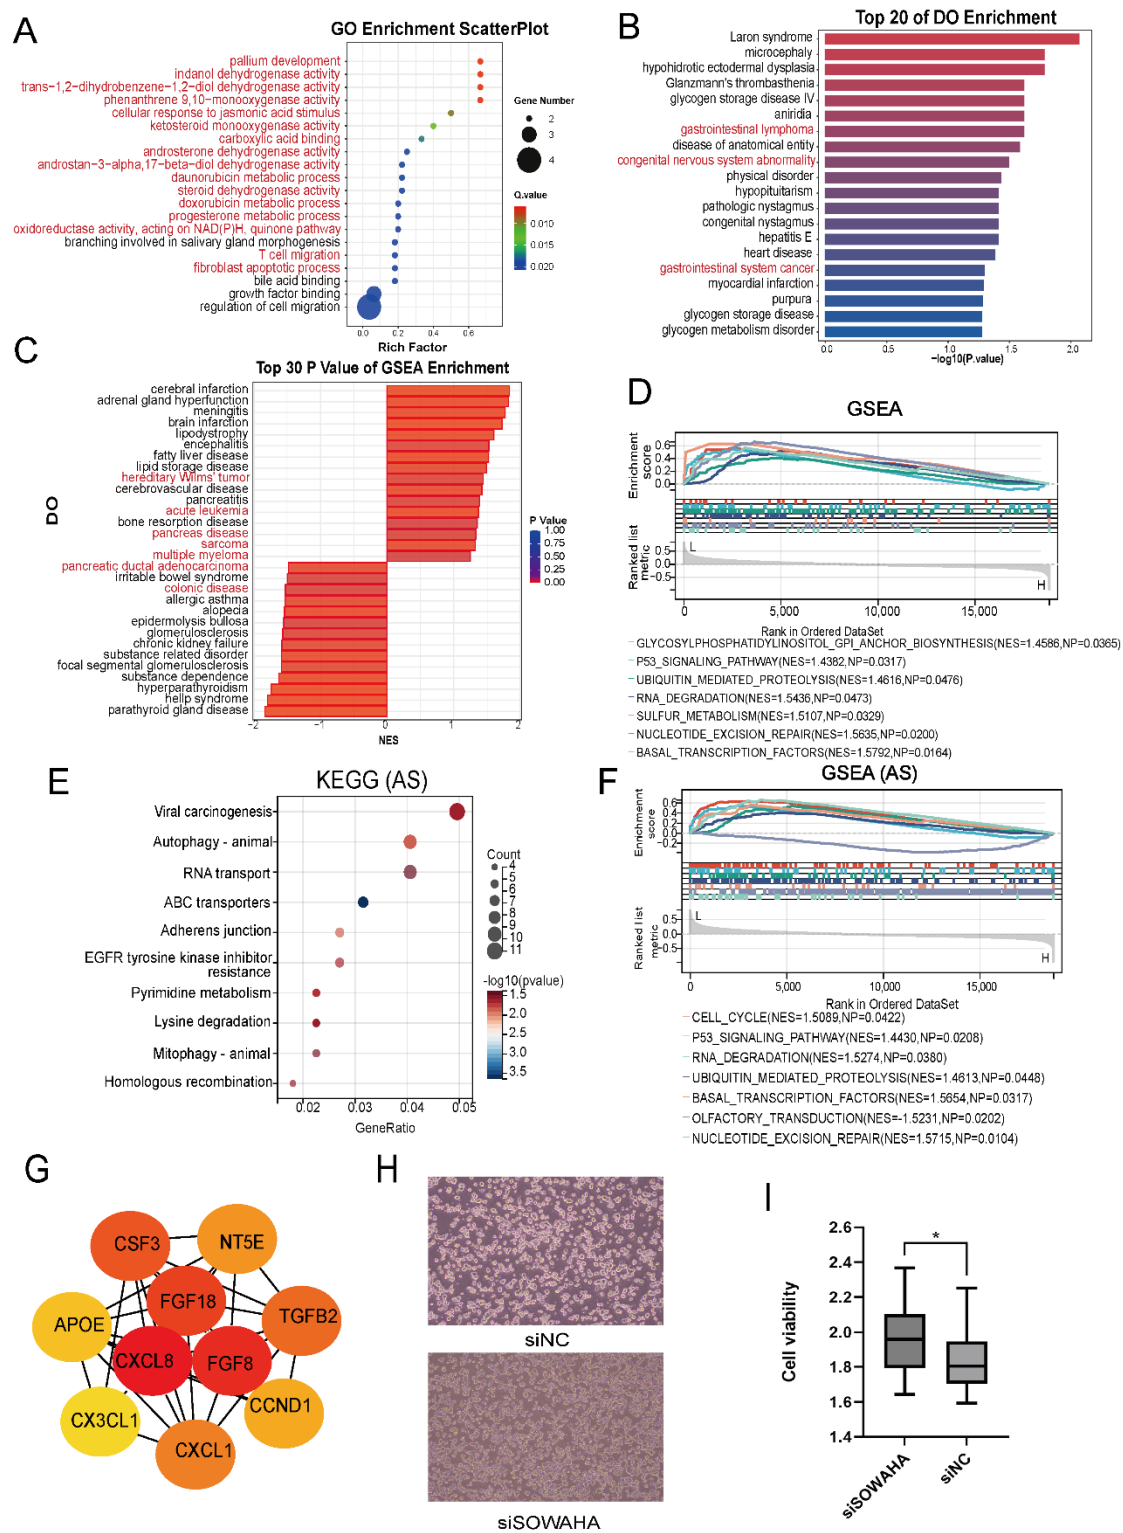 A
GO Enrichment ScatterPlot
pallium development
indanol dehydrogenase activity
trans−1,2−dihydrobenzene−1,2−diol dehydrogenase activity
phenanthrene 9,10−monooxygenase activity
cellular response to jasmonic acid stimulus
ketosteroid monooxygenase activity
carboxylic acid binding
androsterone dehydrogenase activity
androstan−3−alpha,17−beta−diol dehydrogenase activity
daunorubicin metabolic process
steroid dehydrogenase activity
doxorubicin metabolic process
progesterone metabolic process
oxidoreductase activity, acting on NAD(P)H, quinone pathway
branching involved in salivary gland morphogenesis
T cell migration
fibroblast apoptotic process
bile acid binding
growth factor binding
regulation of cell migration
0.0 0.2 0.4 0.6
Rich Factor
Gene Number
2
3
4
Q.value
0.010
0.015
0.020
B
Top 20 of DO Enrichment
Laron syndrome
microcephaly
hypohidrotic ectodermal dysplasia
Glanzmann's thrombasthenia
glycogen storage disease IV
aniridia
gastrointestinal lymphoma
disease of anatomical entity
congenital nervous system abnormality
physical disorder
hypopituitarism
pathologic nystagmus
congenital nystagmus
hepatitis E
heart disease
gastrointestinal system cancer
myocardial infarction
purpura
glycogen storage disease
glycogen metabolism disorder
0.0 0.5 1.0 1.5 2.0
−log10(P.value)
C
Top 30 P Value of GSEA Enrichment
DO
cerebral infarction
adrenal gland hyperfunction
meningitis
brain infarction
lipodystrophy
encephalitis
fatty liver disease
lipid storage disease
hereditary Wilms' tumor
cerebrovascular disease
pancreatitis
acute leukemia
bone resorption disease
pancreas disease
sarcoma
multiple myeloma
pancreatic ductal adenocarcinoma
irritable bowel syndrome
colonic disease
allergic asthma
alopecia
epidermolysis bullosa
glomerulosclerosis
chronic kidney failure
substance related disorder
focal segmental glomerulosclerosis
substance dependence
hyperparathyroidism
hellp syndrome
parathyroid gland disease
−2 −1 0 1 2
NES
P Value
1.00
0.75
0.50
0.25
0.00
D
GSEA
Enrichment score
0.6
0.4
0.2
0.0
Ranked list metric
0.5
0.0
−0.5
L
H
0 5,000 10,000 15,000
Rank in Ordered DataSet
GLYCOSYLPHOSPHATIDYLINOSITOL_GPI_ANCHOR_BIOSYNTHESIS(NES=1.4586,NP=0.0365)
P53_SIGNALING_PATHWAY(NES=1.4382,NP=0.0317)
UBIQUITIN_MEDIATED_PROTEOLYSIS(NES=1.4616,NP=0.0476)
RNA_DEGRADATION(NES=1.5436,NP=0.0473)
SULFUR_METABOLISM(NES=1.5107,NP=0.0329)
NUCLEOTIDE_EXCISION_REPAIR(NES=1.5635,NP=0.0200)
BASAL_TRANSCRIPTION_FACTORS(NES=1.5792,NP=0.0164)
E
KEGG (AS)
Viral carcinogenesis
Autophagy - animal
RNA transport
ABC transporters
Adherens junction
EGFR tyrosine kinase inhibitor
resistance
Pyrimidine metabolism
Lysine degradation
Mitophagy - animal
Homologous recombination
0.02 0.03 0.04 0.05
GeneRatio
Count
4
5
6
7
8
9
10
11
-log10(pvalue)
1.5
2.0
2.5
3.0
3.5
F
GSEA (AS)
Enrichmennt score
0.6
0.4
0.2
0.0
−0.2
Ranked list metric
0.5
0.0
−0.5
L
H
0 5,000 10,000 15,000
Rank in Ordered DataSet
CELL_CYCLE(NES=1.5089,NP=0.0422)
P53_SIGNALING_PATHWAY(NES=1.4430,NP=0.0208)
RNA_DEGRADATION(NES=1.5274,NP=0.0380)
UBIQUITIN_MEDIATED_PROTEOLYSIS(NES=1.4613,NP=0.0448)
BASAL_TRANSCRIPTION_FACTORS(NES=1.5654,NP=0.0317)
OLFACTORY_TRANSDUCTION(NES=-1.5231,NP=0.0202)
NUCLEOTIDE_EXCISION_REPAIR(NES=1.5715,NP=0.0104)
G
CSF3
NT5E
FGF18
APOE
TGFB2
CXCL8
FGF8
CX3CL1
CCND1
CXCL1
H
siNC
siSOWAHA
I
Cell viability
2.6
2.4
2.2
2.0
1.8
1.6
1.4
*
siSOWAHA
siNC